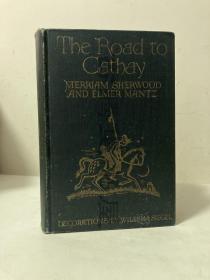 The Road to
Cathay
MERRIAM SHERWOOD
AND ELMER MANTZ
DECORATIONS BY WILLIAM SIEGEL